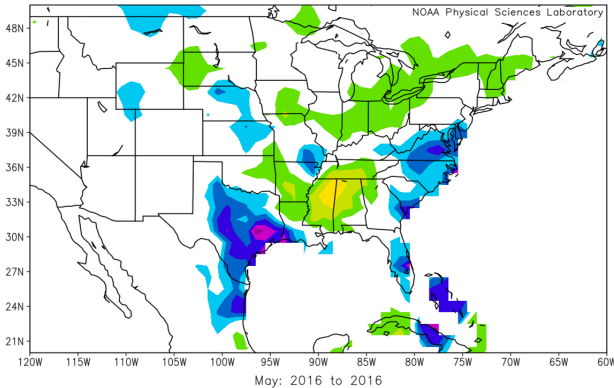 NOAA Physical Sciences Laboratory
48N
45N
42N
39N
36N
33N
30N
27N
24N
21N
120W 115W 110W 105W 100W 95W 90W 85W 80W 75W 70W 65W 60W
May: 2016 to 2016